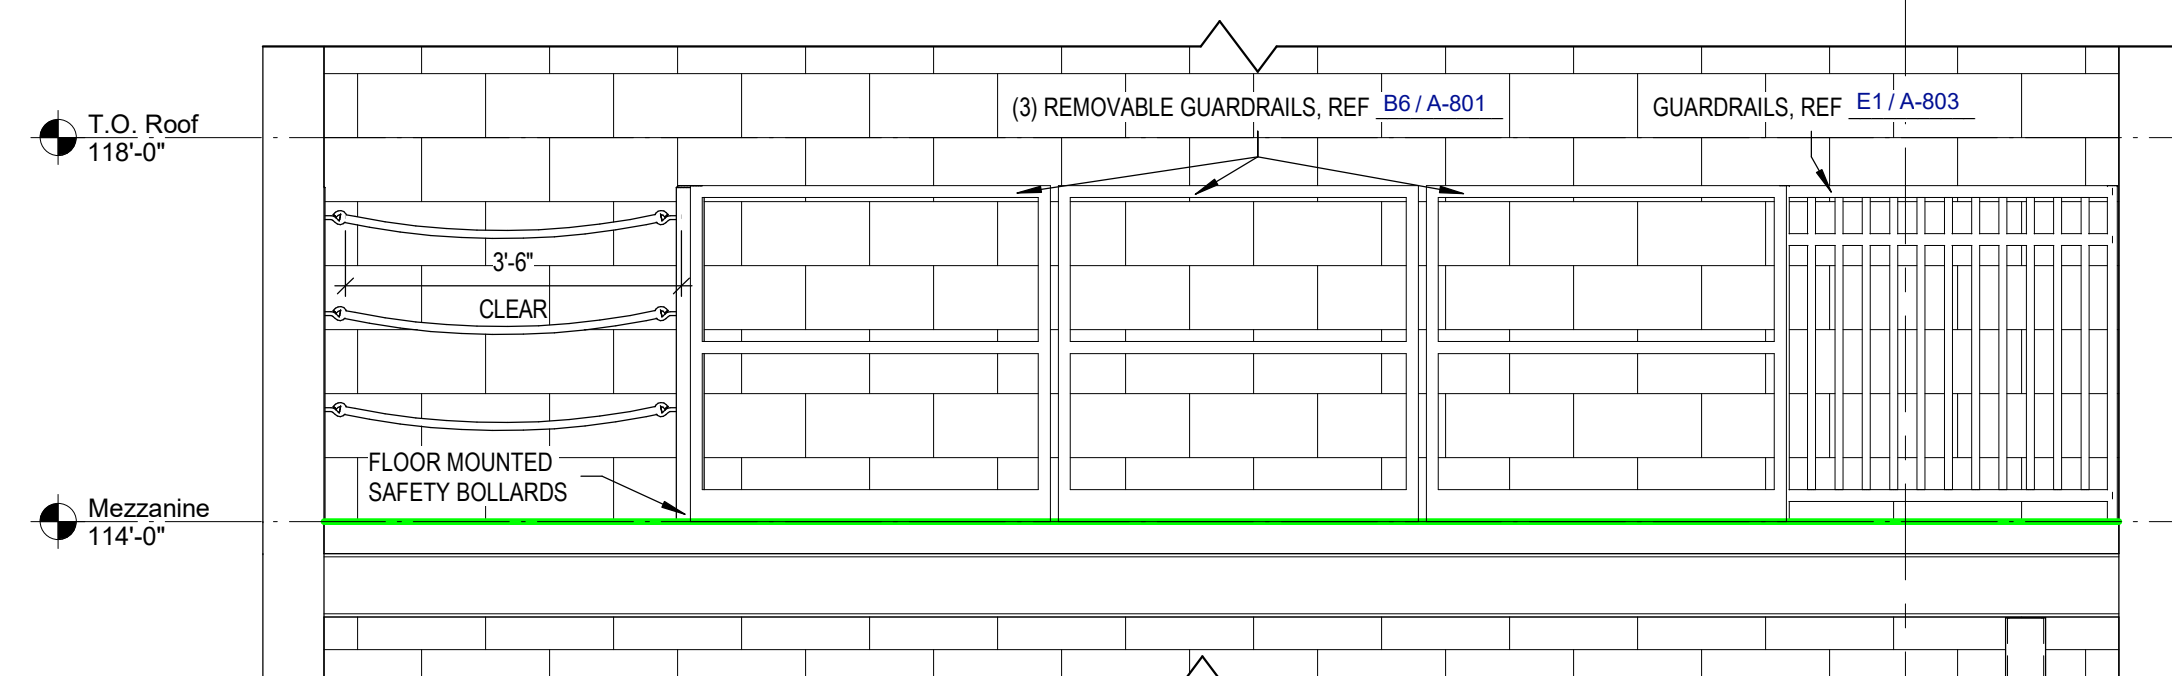 (3) REMOVABLE GUARDRAILS, REF B6 / A-801
GUARDRAILS, REF E1 / A-803
T.O. Roof
118'-0"
3'-6"
CLEAR
FLOOR MOUNTED
SAFETY BOLLARDS
Mezzanine
114'-0"